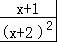 x+1
(x+2)²